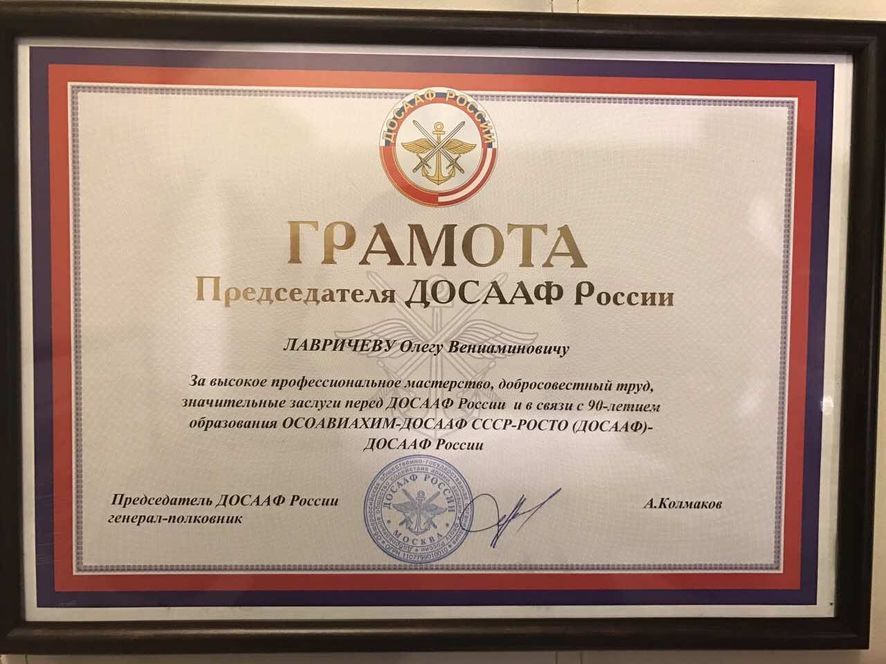 ДОСААФ РОССИИ
ГРАМОТА
Председателя ДОСААФ России
ЛАВРИЧЕВУ Олегу Вениаминовичу
За высокое профессиональное мастерство, добросовестный труд,
значительные заслуги перед ДОСААФ России и в связи с 90-летием
образования ОСОАВИАХИМ-ДОСААФ СССР-РОСТО (ДОСААФ)-
ДОСААФ России
Председатель ДОСААФ России
генерал-полковник
А.Колмаков
ДОСААФ РОССИИ
МОСКВА